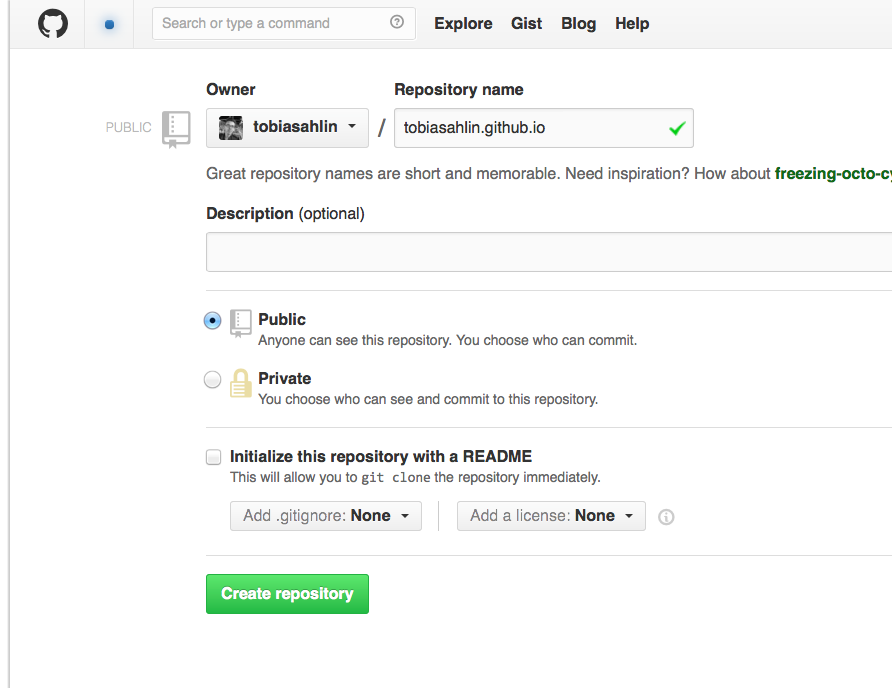 Search or type a command
Explore Gist Blog Help
Owner Repository name
PUBLIC tobiasahlin / tobiasahlin.github.io
Great repository names are short and memorable. Need inspiration? How about freezing-octo-cy
Description (optional)
Public
Anyone can see this repository. You choose who can commit.
Private
You choose who can see and commit to this repository.
Initialize this repository with a README
This will allow you to git clone the repository immediately.
Add .gitignore: None Add a license: None
Create repository